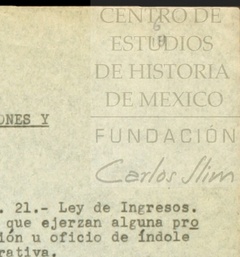 CENTRO DE
ESTUDIOS
DE HISTORIA
DE MEXICO
FUNDACIÓN
Carlos Slim
ONES Y
. 21.- Ley de Ingresos.
que ejerzan alguna pro
ión u oficio de índole
rativa.